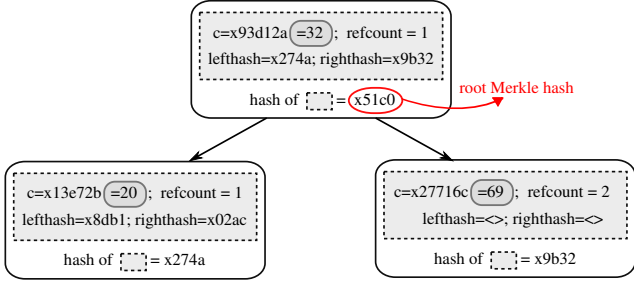 c=x93d12a =32 ; refcount = 1
lefthash=x274a; righthash=x9b32
hash of = x51c0
root Merkle hash
c=x13e72b =20 ; refcount = 1
lefthash=x8db1; righthash=x02ac
hash of = x274a
c=x27716c =69 ; refcount = 2
lefthash=<>; righthash=<>
hash of = x9b32